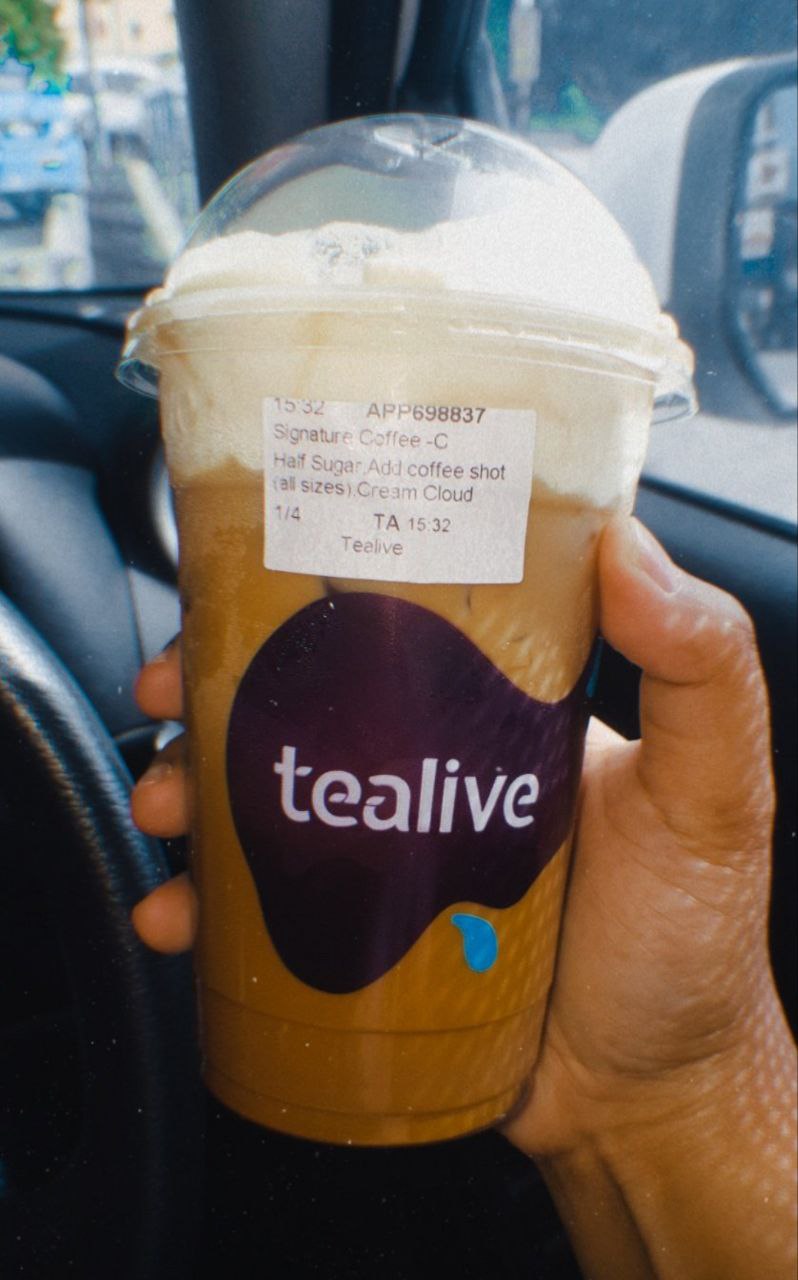 15:32 APP698837
Signature Coffee -C
Half Sugar,Add coffee shot
(all sizes),Cream Cloud
1/4 TA 15:32
Tealive
tealive